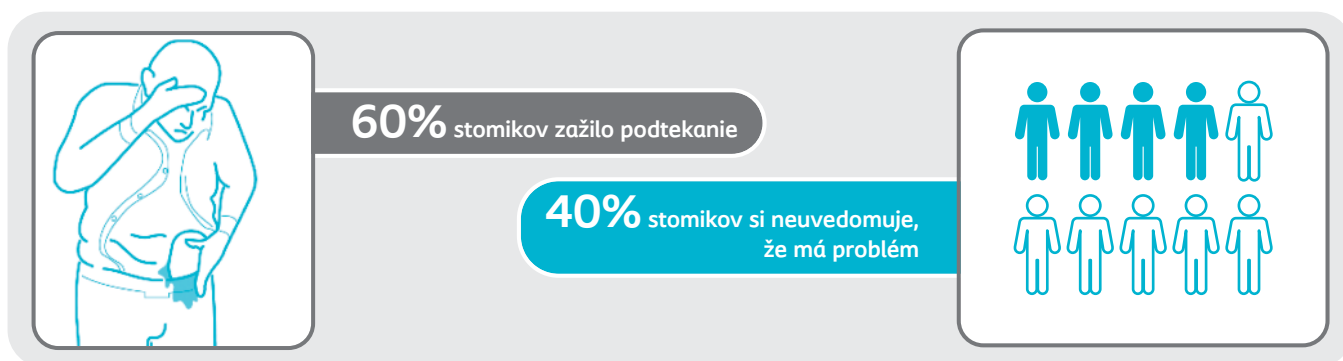 60% stomikov zažilo podtekanie
40% stomikov si neuvedomuje,
že má problém